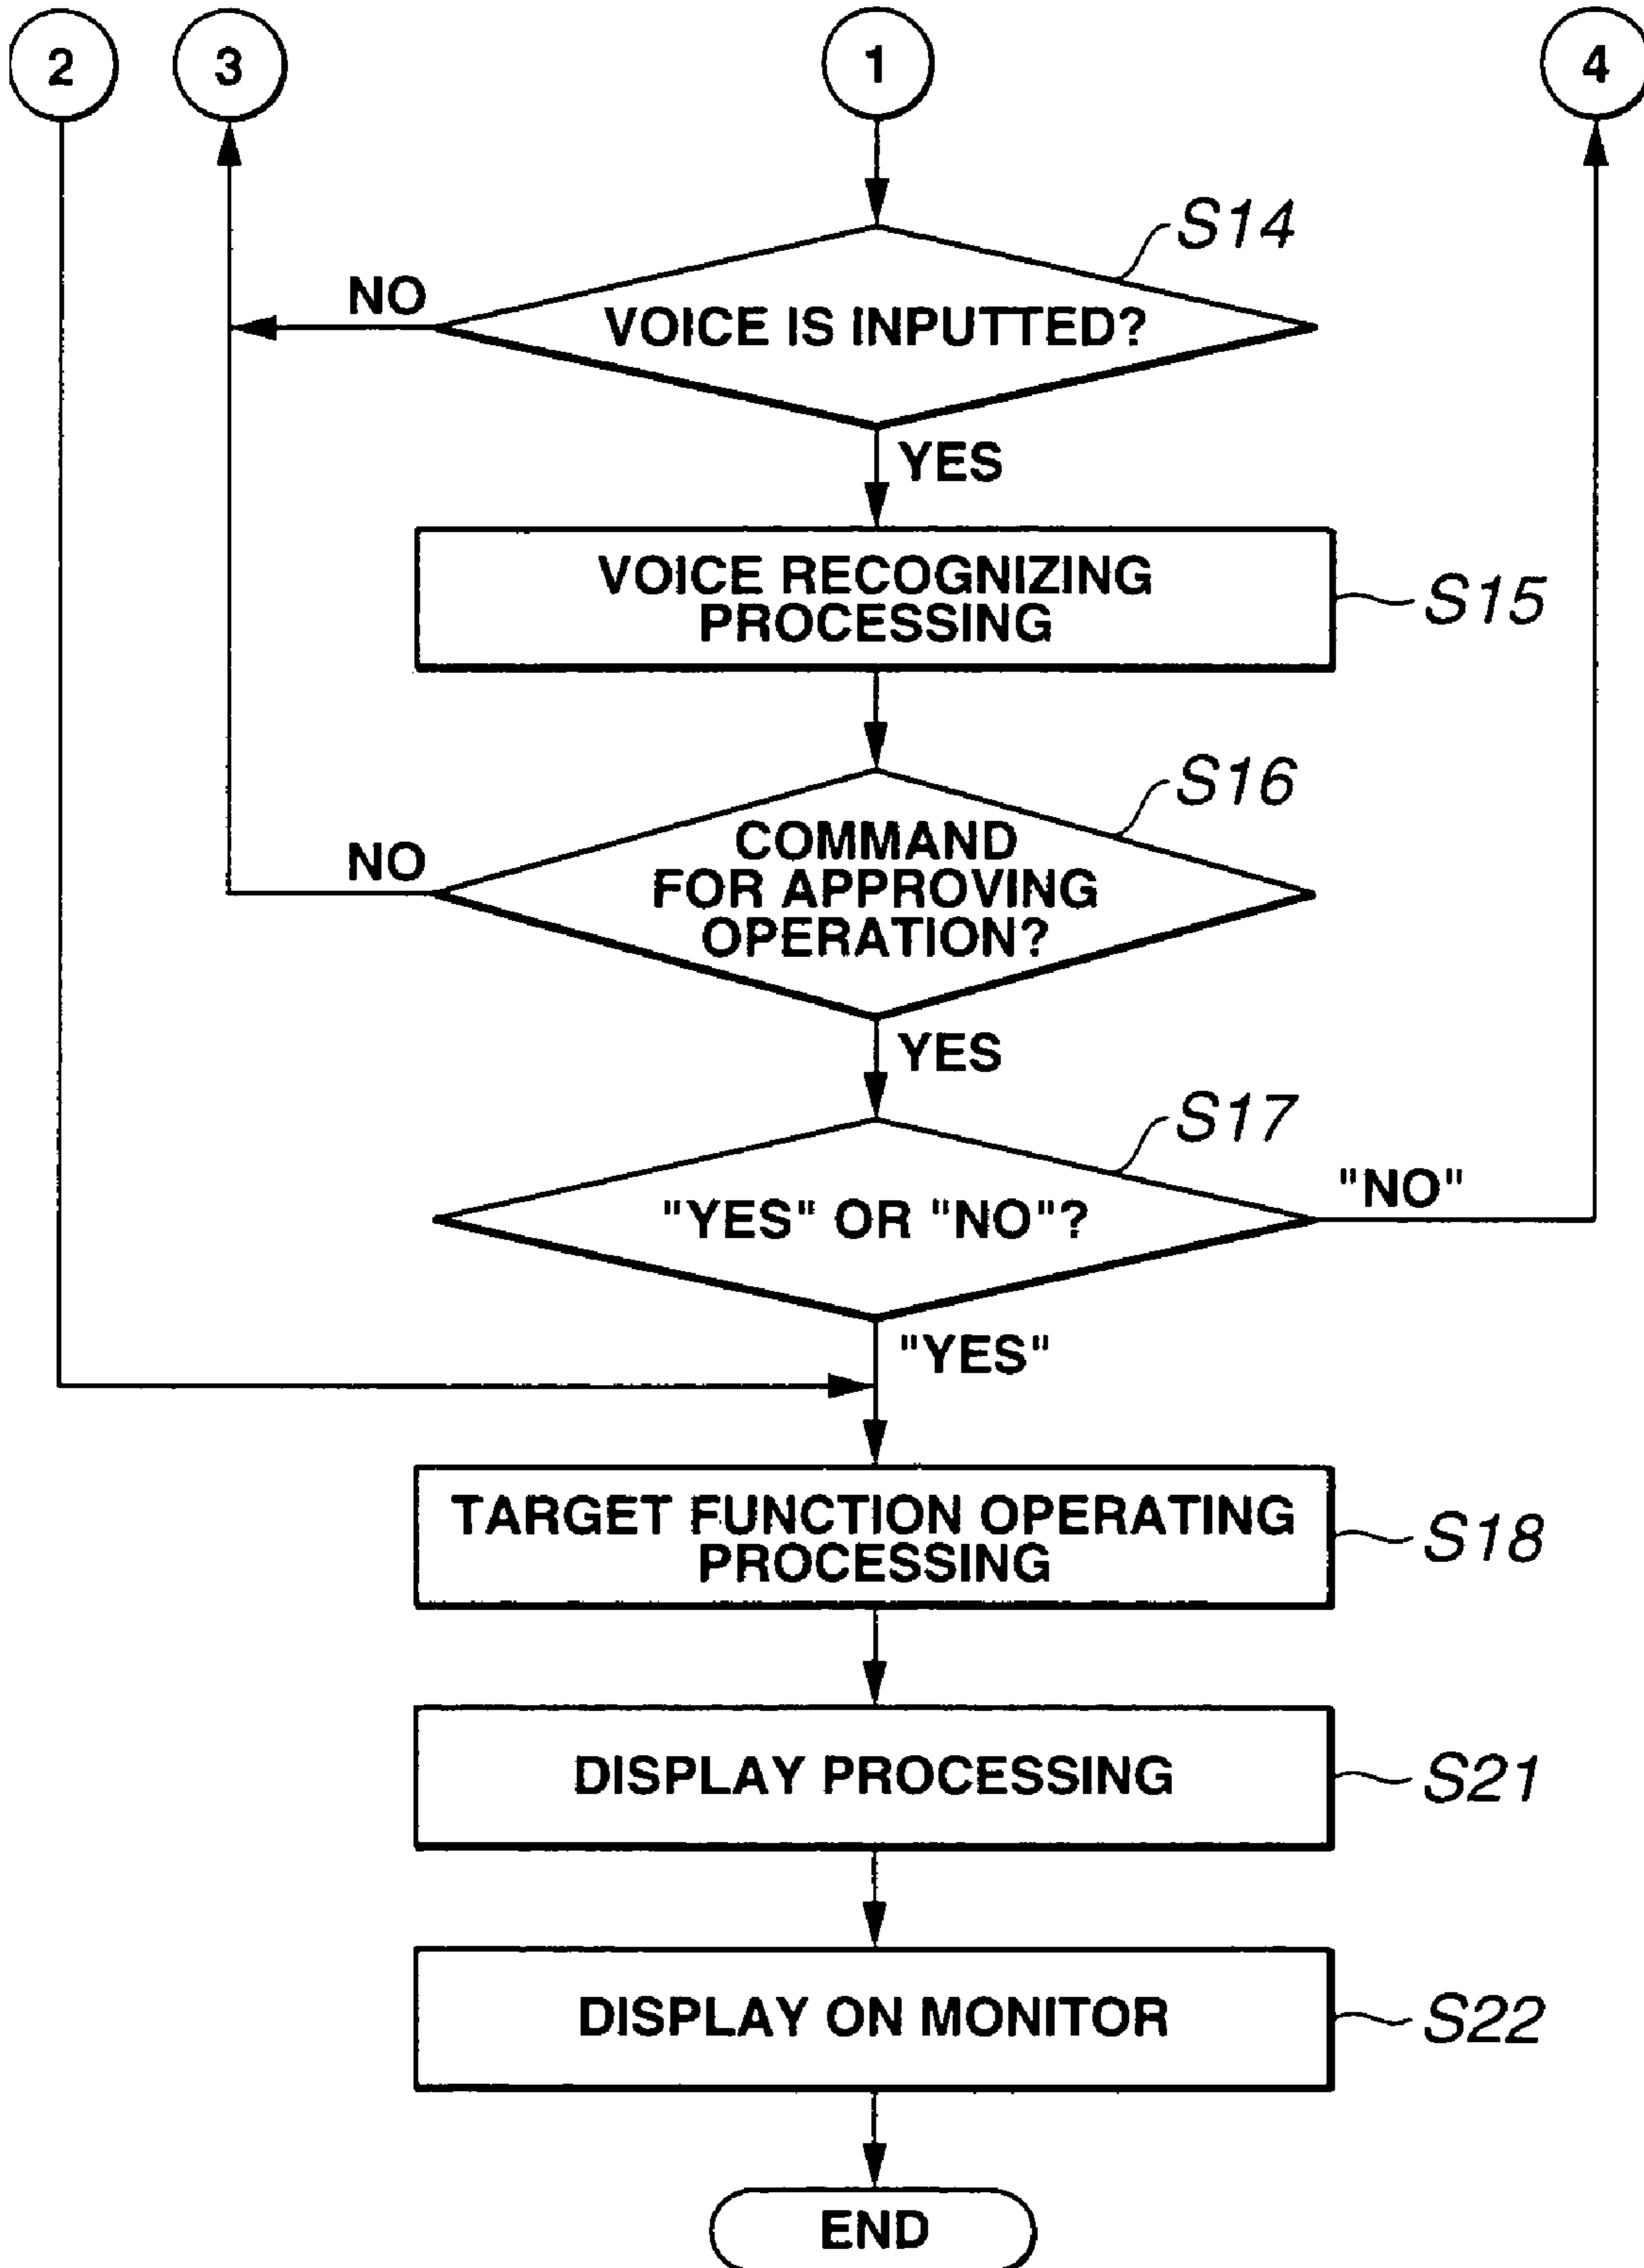 2
3
1
4
S14
NO
VOICE IS INPUTTED?
YES
VOICE RECOGNIZING
PROCESSING
S15
S16
NO
COMMAND
FOR APPROVING
OPERATION?
YES
S17
"NO"
"YES" OR "NO"?
"YES"
TARGET FUNCTION OPERATING
PROCESSING
S18
DISPLAY PROCESSING
S21
DISPLAY ON MONITOR
S22
END